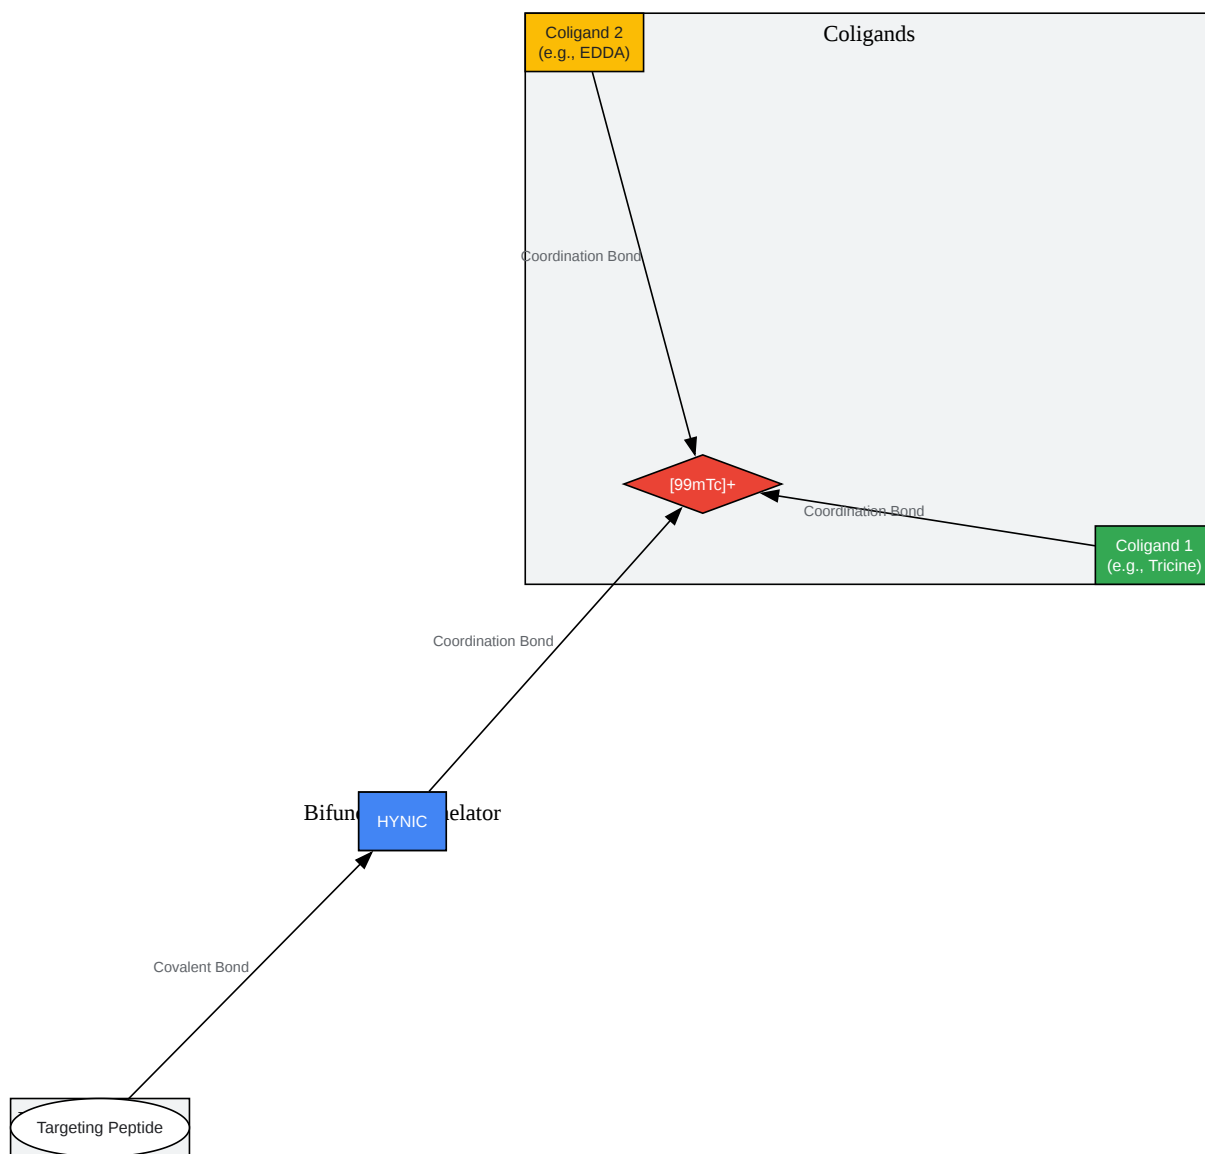 Coligand 2
(e.g., EDDA)
Coligands
Coordination Bond
[99mTc]+
Coordination Bond
Coligand 1
(e.g., Tricine)
Coordination Bond
HYNIC
Covalent Bond
Targeting Peptide